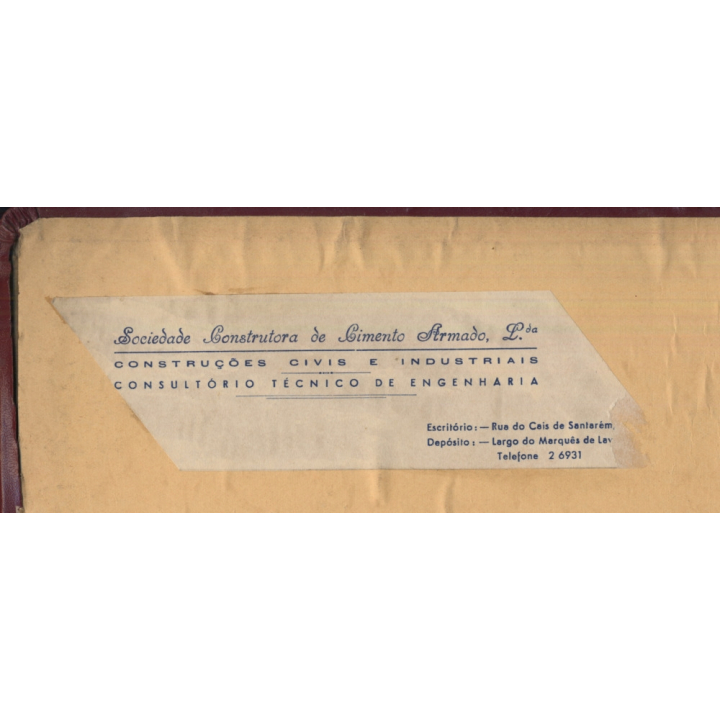 Sociedade Construtora de Cimento Armado, L.da
CONSTRUÇÕES CIVIS E INDUSTRIAIS
CONSULTÓRIO TÉCNICO DE ENGENHARIA
Escritório: — Rua do Cais de Santarém,
Depósito: — Largo do Marquês de
Telefone 2 6931